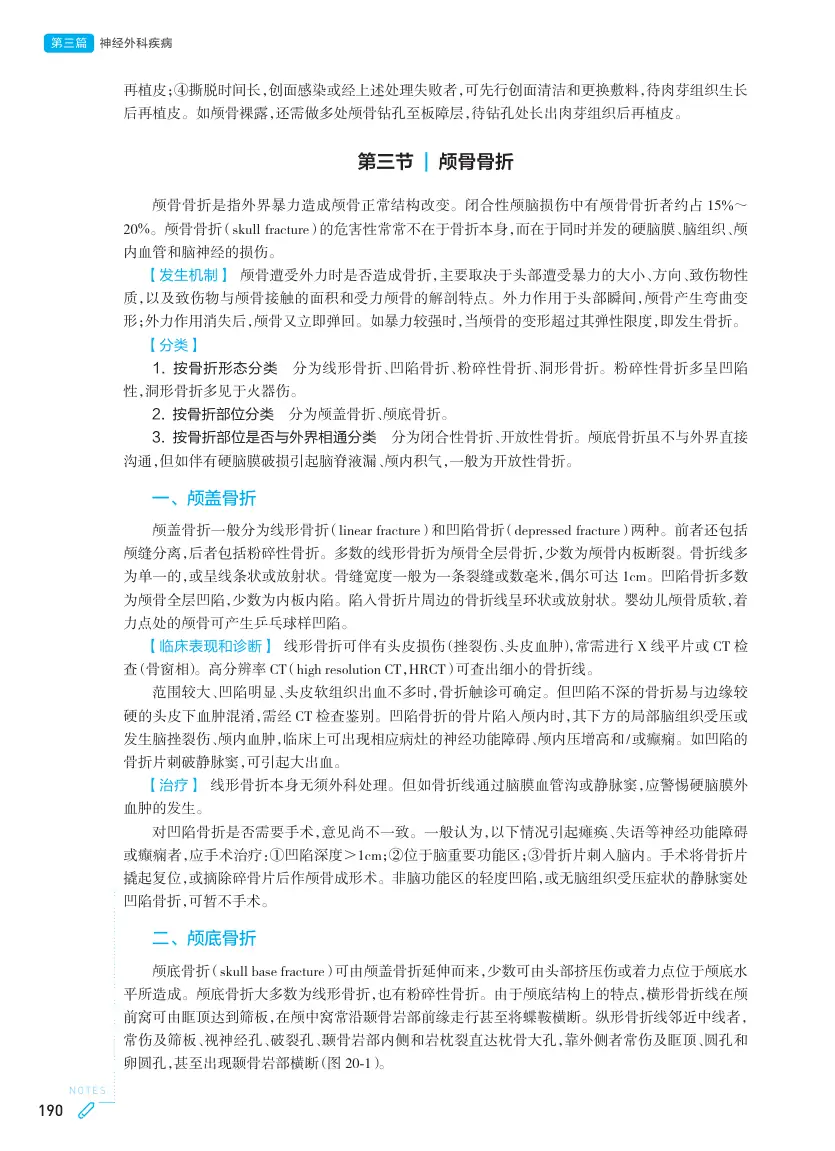 第三篇 神经外科疾病
再植皮;④撕脱时间长,创面感染或经上述处理失败者,可先行创面清洁和更换敷料,待肉芽组织生长
后再植皮。如颅骨裸露,还需做多处颅骨钻孔至板障层,待钻孔处长出肉芽组织后再植皮。
第三节 | 颅骨骨折
颅骨骨折是指外界暴力造成颅骨正常结构改变。闭合性颅脑损伤中有颅骨骨折者约占 15%～
20%。颅骨骨折(skull fracture)的危害性常常不在于骨折本身,而在于同时并发的硬脑膜、脑组织、颅
内血管和脑神经的损伤。
【发生机制】 颅骨遭受外力时是否造成骨折,主要取决于头部遭受暴力的大小、方向、致伤物性
质,以及致伤物与颅骨接触的面积和受力颅骨的解剖特点。外力作用于头部瞬间,颅骨产生弯曲变
形;外力作用消失后,颅骨又立即弹回。如暴力较强时,当颅骨的变形超过其弹性限度,即发生骨折。
【分类】
1. 按骨折形态分类 分为线形骨折、凹陷骨折、粉碎性骨折、洞形骨折。粉碎性骨折多呈凹陷
性,洞形骨折多见于火器伤。
2. 按骨折部位分类 分为颅盖骨折、颅底骨折。
3. 按骨折部位是否与外界相通分类 分为闭合性骨折、开放性骨折。颅底骨折虽不与外界直接
沟通,但如伴有硬脑膜破损引起脑脊液漏、颅内积气,一般为开放性骨折。
一、颅盖骨折
颅盖骨折一般分为线形骨折(linear fracture)和凹陷骨折(depressed fracture)两种。前者还包括
颅缝分离,后者包括粉碎性骨折。多数的线形骨折为颅骨全层骨折,少数为颅骨内板断裂。骨折线多
为单一的,或呈线条状或放射状。骨缝宽度一般为一条裂缝或数毫米,偶尔可达 1cm。凹陷骨折多数
为颅骨全层凹陷,少数为内板内陷。陷入骨折片周边的骨折线呈环状或放射状。婴幼儿颅骨质软,着
力点处的颅骨可产生乒乓球样凹陷。
【临床表现和诊断】 线形骨折可伴有头皮损伤(挫裂伤、头皮血肿),常需进行 X 线平片或 CT 检
查(骨窗相)。高分辨率 CT(high resolution CT,HRCT)可查出细小的骨折线。
范围较大、凹陷明显、头皮软组织出血不多时,骨折触诊可确定。但凹陷不深的骨折易与边缘较
硬的头皮下血肿混淆,需经 CT 检查鉴别。凹陷骨折的骨片陷入颅内时,其下方的局部脑组织受压或
发生脑挫裂伤、颅内血肿,临床上可出现相应病灶的神经功能障碍、颅内压增高和/或癫痫。如凹陷的
骨折片刺破静脉窦,可引起大出血。
【治疗】 线形骨折本身无须外科处理。但如骨折线通过脑膜血管沟或静脉窦,应警惕硬脑膜外
血肿的发生。
对凹陷骨折是否需要手术,意见尚不一致。一般认为,以下情况引起瘫痪、失语等神经功能障碍
或癫痫者,应手术治疗:①凹陷深度＞1cm;②位于脑重要功能区;③骨折片刺入脑内。手术将骨折片
撬起复位,或摘除碎骨片后作颅骨成形术。非脑功能区的轻度凹陷,或无脑组织受压症状的静脉窦处
凹陷骨折,可暂不手术。
二、颅底骨折
颅底骨折(skull base fracture)可由颅盖骨折延伸而来,少数可由头部挤压伤或着力点位于颅底水
平所造成。颅底骨折大多数为线形骨折,也有粉碎性骨折。由于颅底结构上的特点,横形骨折线在颅
前窝可由眶顶达到筛板,在颅中窝常沿颞骨岩部前缘走行甚至将蝶鞍横断。纵形骨折线邻近中线者,
常伤及筛板、视神经孔、破裂孔、颞骨岩部内侧和岩枕裂直达枕骨大孔,靠外侧者常伤及眶顶、圆孔和
卵圆孔,甚至出现颞骨岩部横断(图 20-1)。
NOTES
190